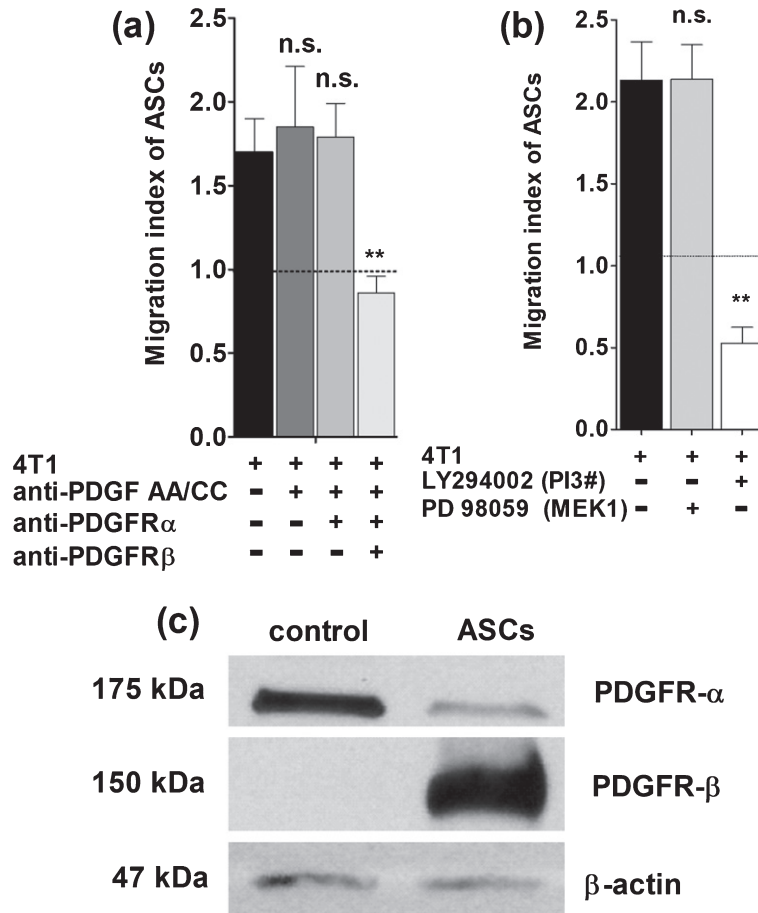 (a)
Migration index of ASCs
2.5
2.0
1.5
1.0
0.5
0.0
n.s.
n.s.
**
4T1 + + + +
anti-PDGF AA/CC - + + +
anti-PDGFRα - - + +
anti-PDGFRβ - - - +
(b)
Migration index of ASCs
2.5
2.0
1.5
1.0
0.5
0.0
n.s.
**
4T1 + + +
LY294002 (PI3#) - - +
PD 98059 (MEK1) - + -
(c)
control ASCs
175 kDa PDGFR-α
150 kDa PDGFR-β
47 kDa β-actin